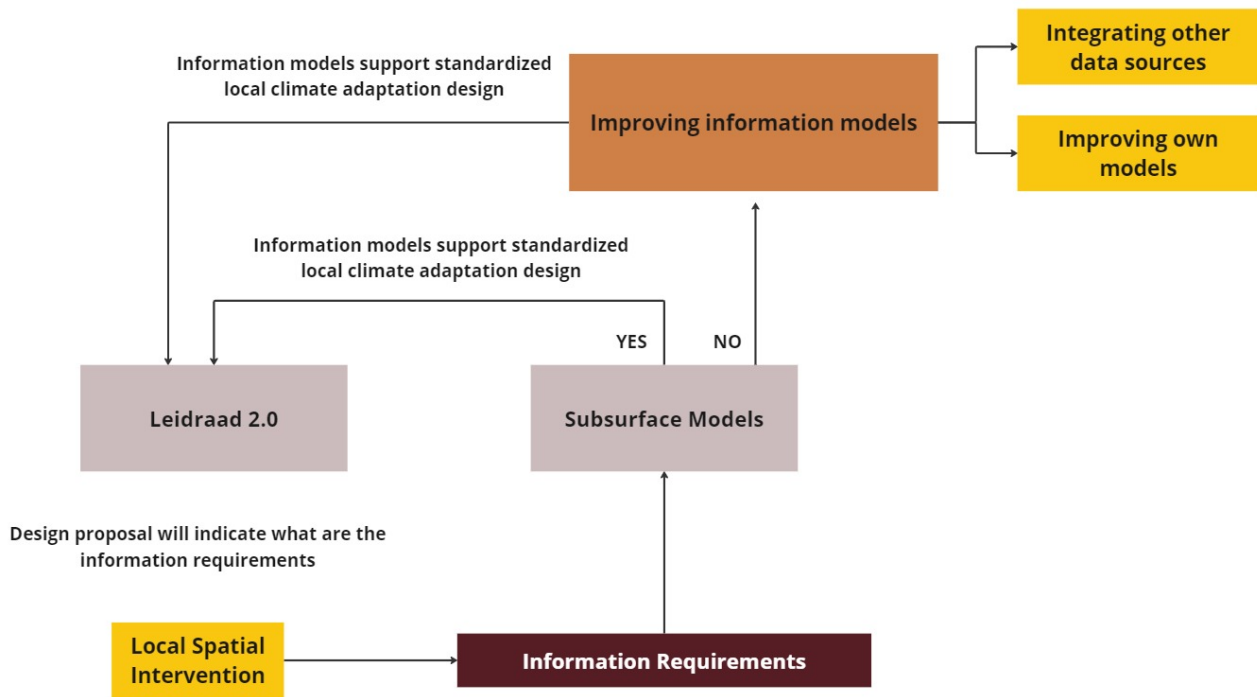 Integrating other
data sources
Information models support standardized
local climate adaptation design
Improving information models
Improving own
models
Information models support standardized
local climate adaptation design
YES
NO
Leidraad 2.0
Subsurface Models
Design proposal will indicate what are the
information requirements
Local Spatial
Intervention
Information Requirements